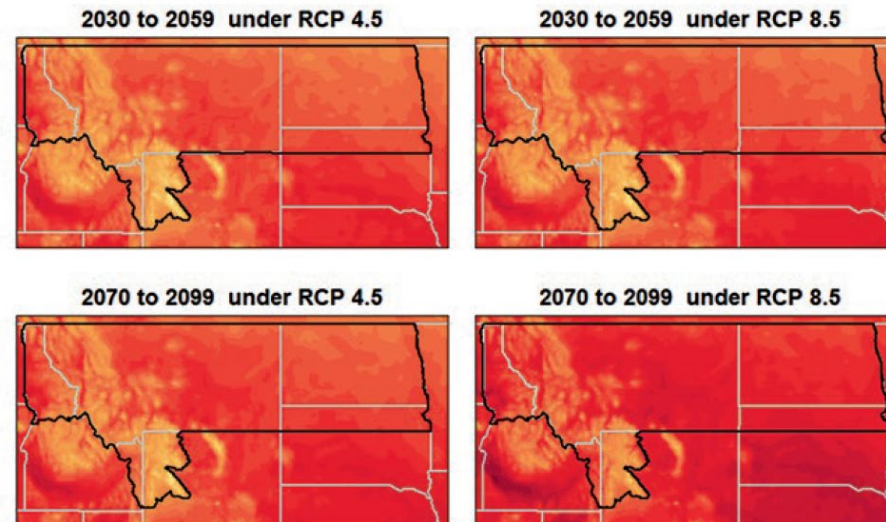 2030 to 2059 under RCP 4.5
2030 to 2059 under RCP 8.5
2070 to 2099 under RCP 4.5
2070 to 2099 under RCP 8.5